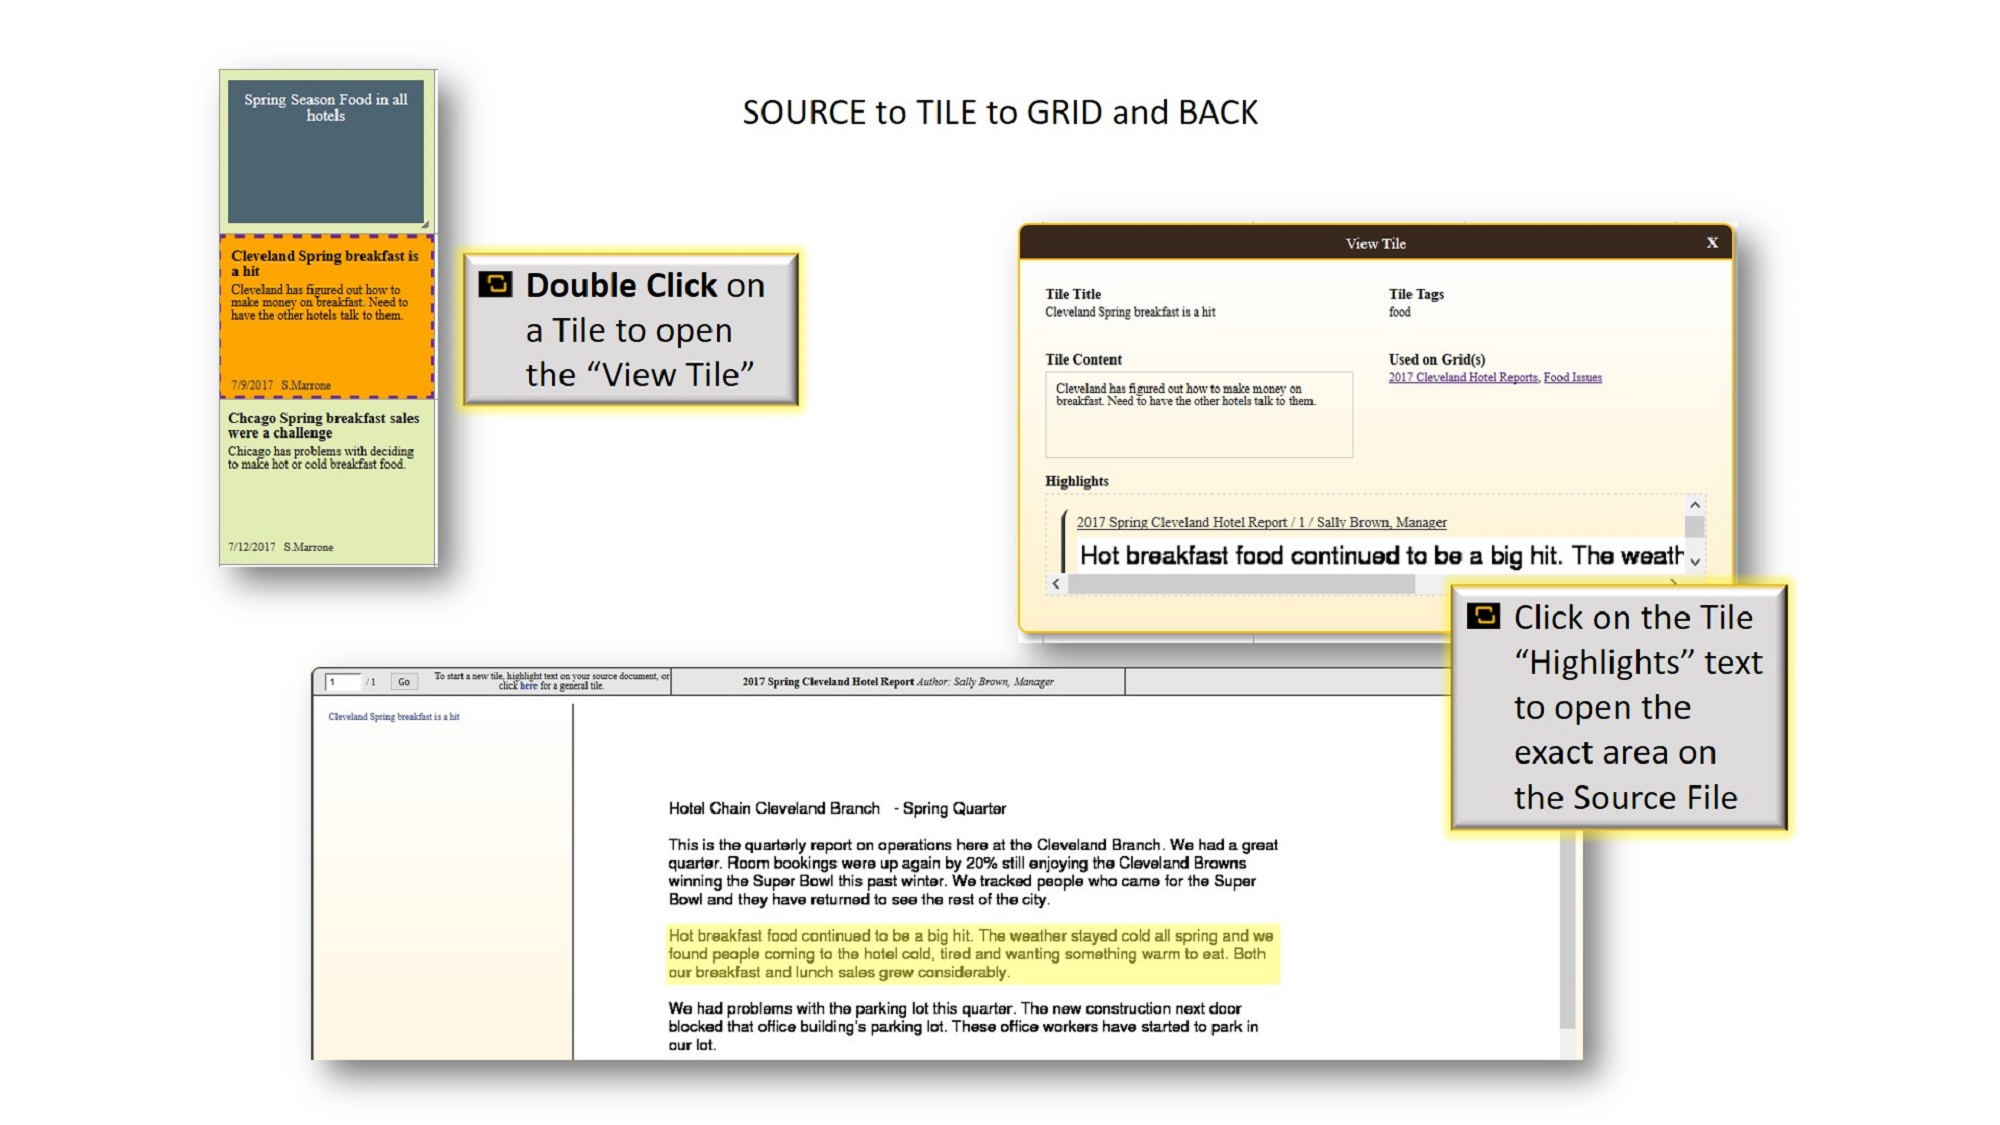 SOURCE to TILE to GRID and BACK
Spring Season Food in all
hotels
Cleveland Spring breakfast is
a hit
Cleveland has figured out how to
make money on breakfast. Need to
have the other hotels talk to them.
7/9/2017 S.Marrone
Chcago Spring breakfast sales
were a challenge
Chicago has problems with deciding
to make hot or cold breakfast food.
7/12/2017 S.Marrone
Double Click on
a Tile to open
the “View Tile”
View Tile X
Tile Title
Cleveland Spring breakfast is a hit
Tile Tags
food
Tile Content
Cleveland has figured out how to make money on
breakfast. Need to have the other hotels talk to them.
Used on Grid(s)
2017 Cleveland Hotel Reports, Food Issues
Highlights
2017 Spring Cleveland Hotel Report / 1 / Sally Brown, Manager
Hot breakfast food continued to be a big hit. The weath
Click on the Tile
“Highlights” text
to open the
exact area on
the Source File
1 / 1 Go
To start a new tile, highlight text on your source document, or
click here for a general tile.
2017 Spring Cleveland Hotel Report Author: Sally Brown, Manager
Cleveland Spring breakfast is a hit
Hotel Chain Cleveland Branch - Spring Quarter
This is the quarterly report on operations here at the Cleveland Branch. We had a great
quarter. Room bookings were up again by 20% still enjoying the Cleveland Browns
winning the Super Bowl this past winter. We tracked people who came for the Super
Bowl and they have returned to see the rest of the city.
Hot breakfast food continued to be a big hit. The weather stayed cold all spring and we
found people coming to the hotel cold, tired and wanting something warm to eat. Both
our breakfast and lunch sales grew considerably.
We had problems with the parking lot this quarter. The new construction next door
blocked that office building's parking lot. These office workers have started to park in
our lot.